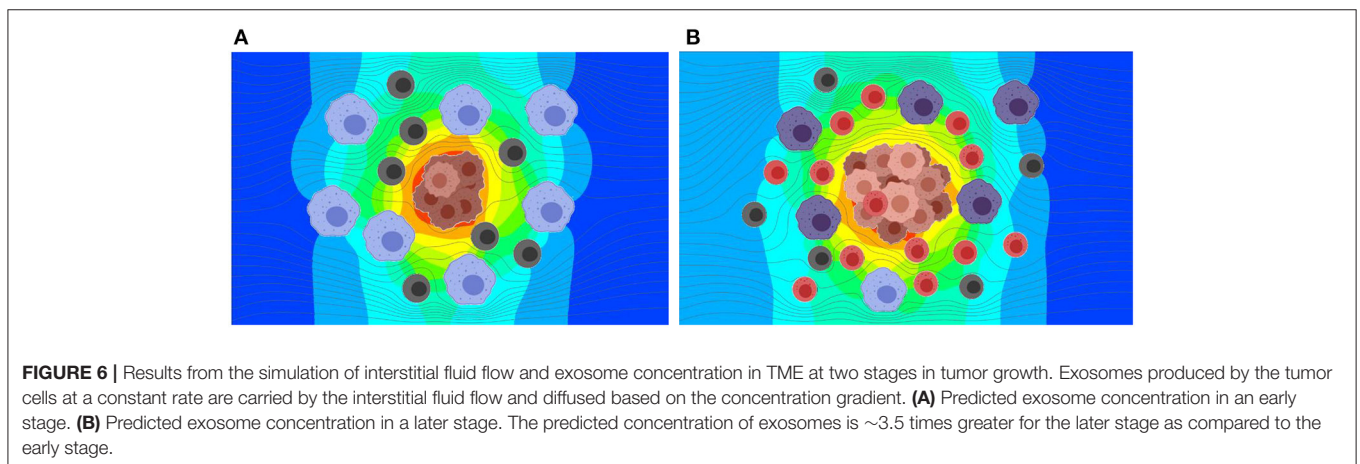 A
B
FIGURE 6 | Results from the simulation of interstitial fluid flow and exosome concentration in TME at two stages in tumor growth. Exosomes produced by the tumor
cells at a constant rate are carried by the interstitial fluid flow and diffused based on the concentration gradient. (A) Predicted exosome concentration in an early
stage. (B) Predicted exosome concentration in a later stage. The predicted concentration of exosomes is ~3.5 times greater for the later stage as compared to the
early stage.